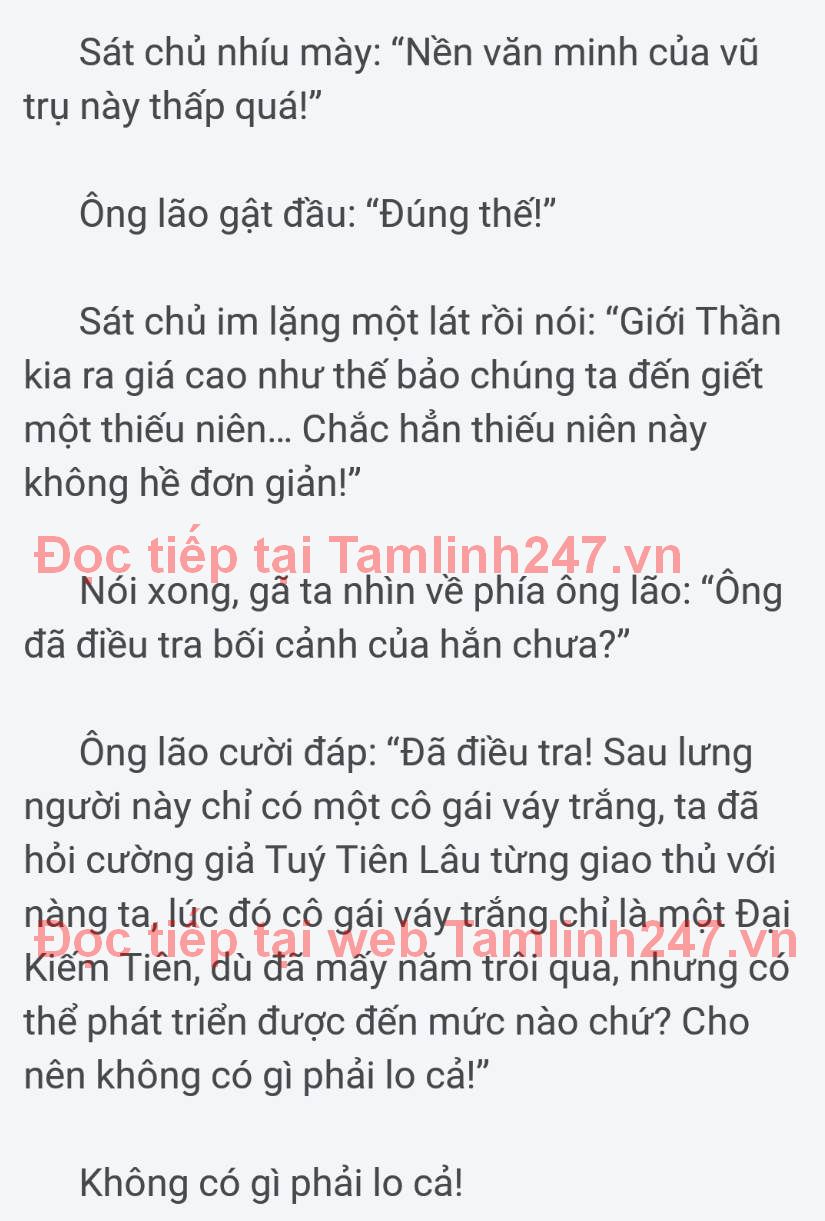 Sát chủ nhíu mày: “Nền văn minh của vũ
trụ này thấp quá!”
Ông lão gật đầu: “Đúng thế!”
Sát chủ im lặng một lát rồi nói: “Giới Thần
kia ra giá cao như thế bảo chúng ta đến giết
một thiếu niên... Chắc hẳn thiếu niên này
không hề đơn giản!”
Đọc tiếp tại Tamlinh247.vn
Nói xong, gã ta nhìn về phía ông lão: “Ông
đã điều tra bối cảnh của hắn chưa?”
Ông lão cười đáp: “Đã điều tra! Sau lưng
người này chỉ có một cô gái váy trắng, ta đã
hỏi cường giả Tuý Tiên Lâu từng giao thủ với
nàng ta, lúc đó cô gái váy trắng chỉ là một Đại
Đọc tiếp tại web Tamlinh247.vn
Kiếm Tiên, dù đã mấy năm trôi qua, nhưng có
thể phát triển được đến mức nào chứ? Cho
nên không có gì phải lo cả!”
Không có gì phải lo cả!